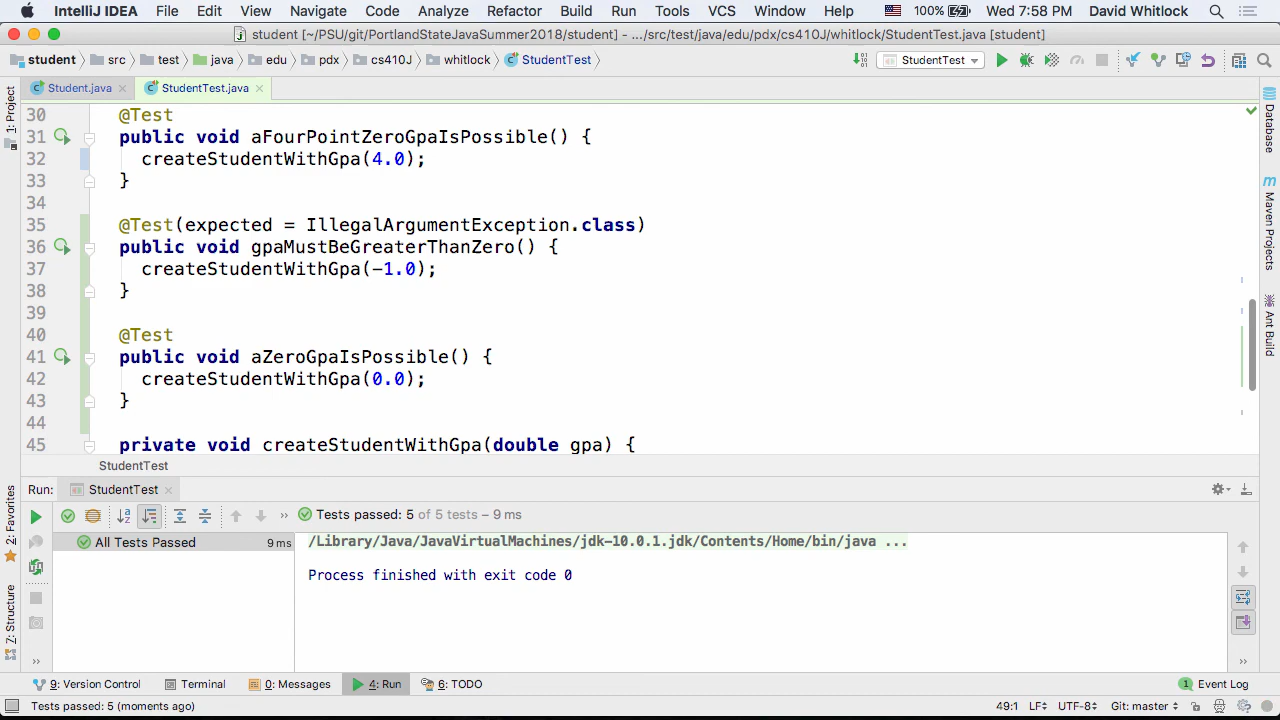 IntelliJ IDEA File Edit View Navigate Code Analyze Refactor Build Run Tools VCS Window Help 100% Wed 7:58 PM David Whitlock
student [~/PSU/git/PortlandStateJavaSummer2018/student] - .../src/test/java/edu/pdx/cs410J/whitlock/StudentTest.java [student]
student src test java edu pdx cs410J whitlock StudentTest StudentTest
Student.java StudentTest.java
1: Project
30 @Test
31 public void aFourPointZeroGpaIsPossible() {
32 createStudentWithGpa(4.0);
33 }
34
35 @Test(expected = IllegalArgumentException.class)
36 public void gpaMustBeGreaterThanZero() {
37 createStudentWithGpa(-1.0);
38 }
39
40 @Test
41 public void aZeroGpaIsPossible() {
42 createStudentWithGpa(0.0);
43 }
44
45 private void createStudentWithGpa(double gpa) {
StudentTest
Database
Maven Projects
Ant Build
Run: StudentTest
Tests passed: 5 of 5 tests – 9 ms
All Tests Passed 9 ms
/Library/Java/JavaVirtualMachines/jdk-10.0.1.jdk/Contents/Home/bin/java ...
Process finished with exit code 0
2: Favorites
7: Structure
9: Version Control Terminal 0: Messages 4: Run 6: TODO 1 Event Log
Tests passed: 5 (moments ago) 49:1 LF UTF-8 Git: master